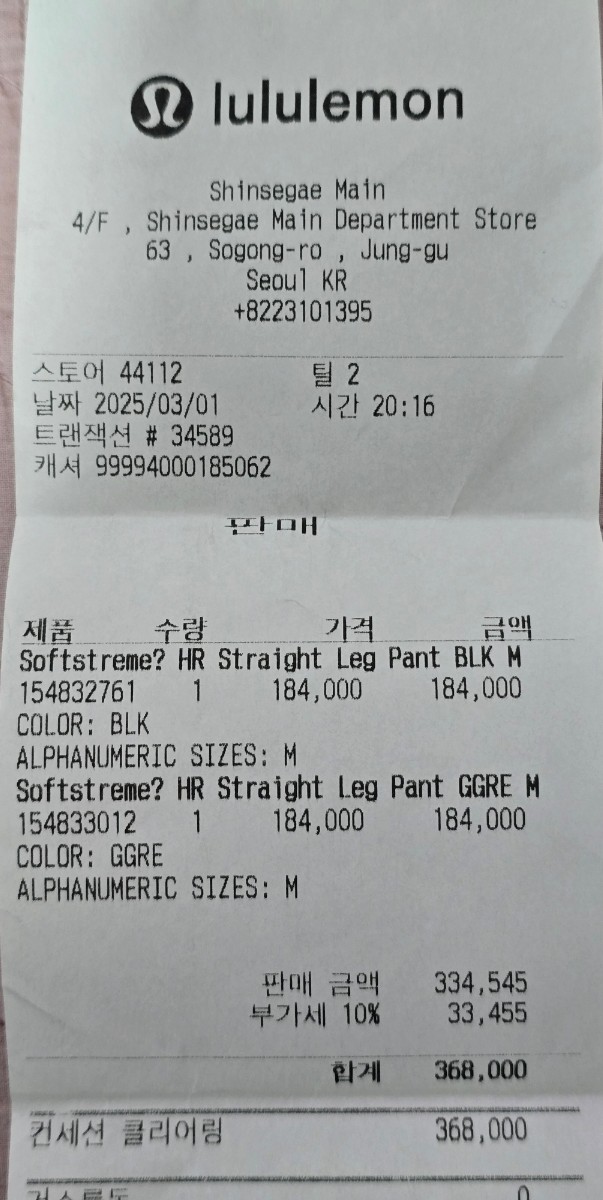 lululemon
Shinsegae Main
4/F , Shinsegae Main Department Store
63 , Sogong-ro , Jung-gu
Seoul KR
+8223101395
스토어 44112 틸 2
날짜 2025/03/01 시간 20:16
트랜잭션 # 34589
캐셔 99994000185062
판매
제품 수량 가격 금액
Softstreme? HR Straight Leg Pant BLK M
154832761 1 184,000 184,000
COLOR: BLK
ALPHANUMERIC SIZES: M
Softstreme? HR Straight Leg Pant GGRE M
154833012 1 184,000 184,000
COLOR: GGRE
ALPHANUMERIC SIZES: M
판매 금액 334,545
부가세 10% 33,455
합계 368,000
컨세션 클리어링 368,000
0